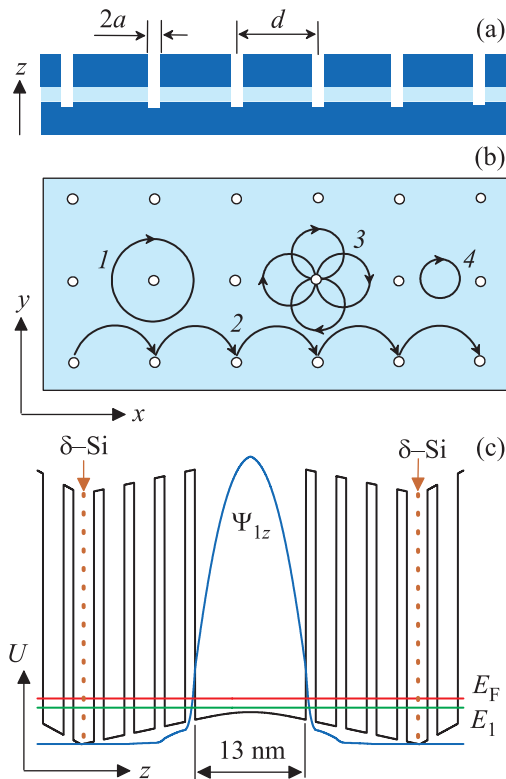 2a d (a)
z
(b)
1 3 4
2
y
x
δ–Si δ–Si (c)
Ψ1z
U
EF
E1
13 nm
z